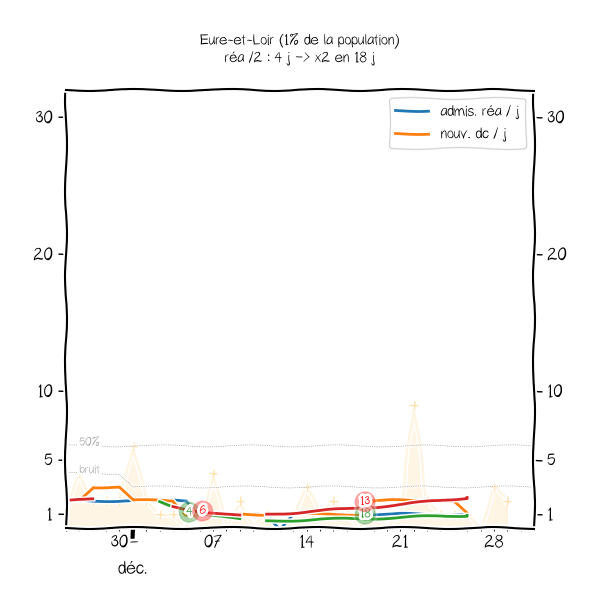 Eure-et-Loir (1% de la population)
réa /2 : 4 j -> x2 en 18 j
admis. réa / j
nouv. dc / j
30 30
20 20
10 10
50%
5 5
bruit
13
4 6 18
1 1
30 07 14 21 28
déc.